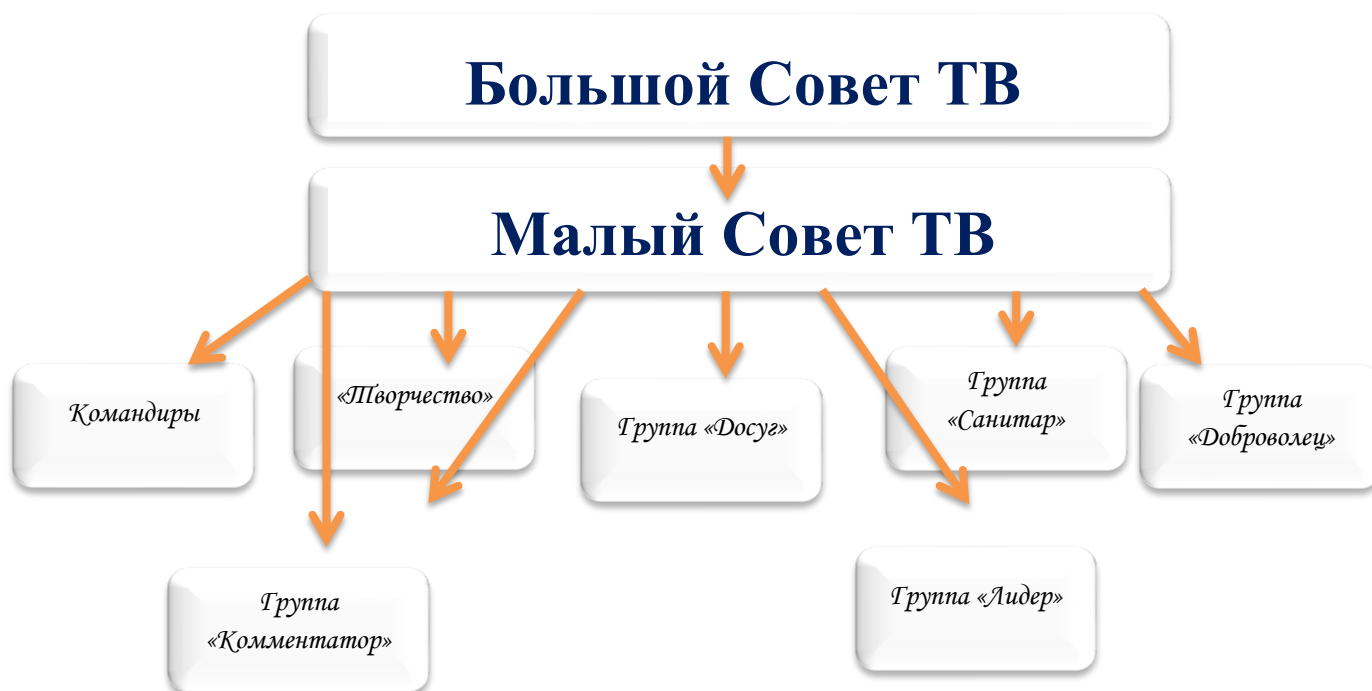 Большой Совет ТВ
Малый Совет ТВ
Командиры
«Творчество»
Группа «Досуг»
Группа
«Санитар»
Группа
«Доброволец»
Группа
«Комментатор»
Группа «Лидер»